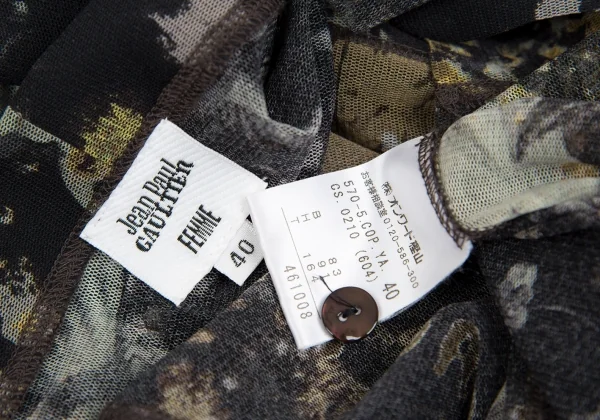 Jean Paul
GAULTIER
FEMME
40
(株)オンワード樫山
お客様相談室 0120-586-300
570-5.COP. YA. 40
CS. 0210 (604)
B 83
H 91
T 164
461008